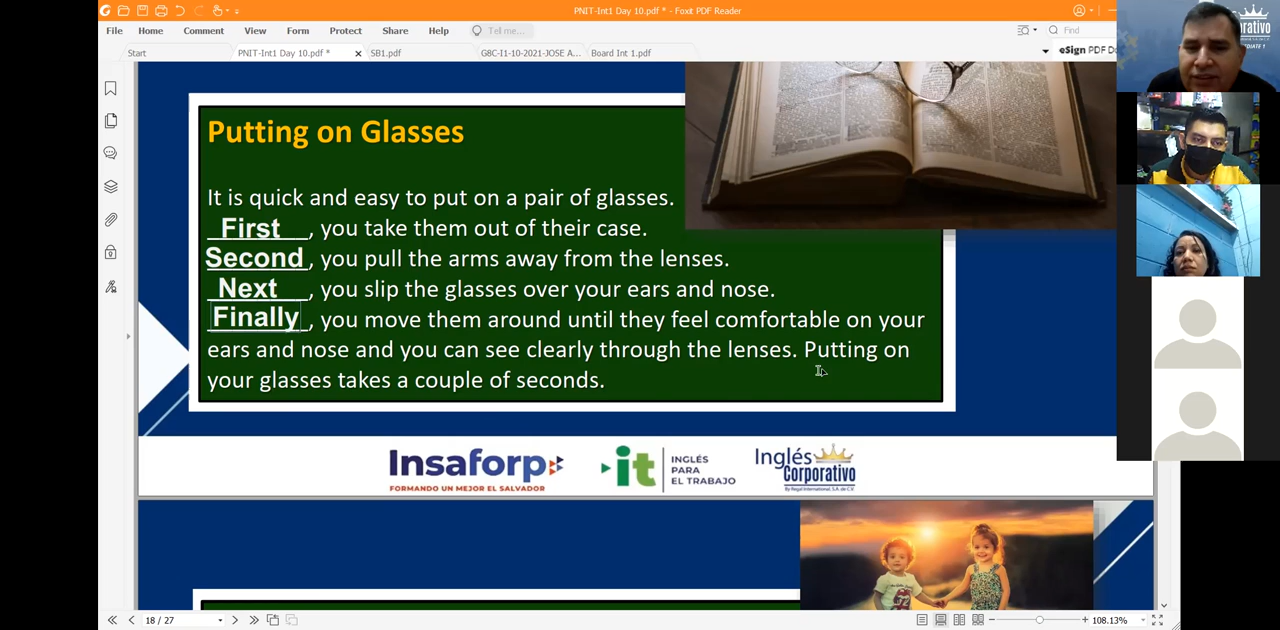 PNIT-Int1 Day 10.pdf * - Foxit PDF Reader
File Home Comment View Form Protect Share Help Tell me... Find
Start PNIT-Int1 Day 10.pdf * SB1.pdf G8C-I1-10-2021-JOSE A... Board Int 1.pdf eSign PDF
Putting on Glasses
It is quick and easy to put on a pair of glasses.
First, you take them out of their case.
Second, you pull the arms away from the lenses.
Next, you slip the glasses over your ears and nose.
Finally, you move them around until they feel comfortable on your
ears and nose and you can see clearly through the lenses. Putting on
your glasses takes a couple of seconds.
Insaforp
FORMANDO UN MEJOR EL SALVADOR
it
INGLÉS
PARA
EL TRABAJO
Inglés
Corporativo
By Regal International, S.A. de C.V.
18 / 27
108.13%